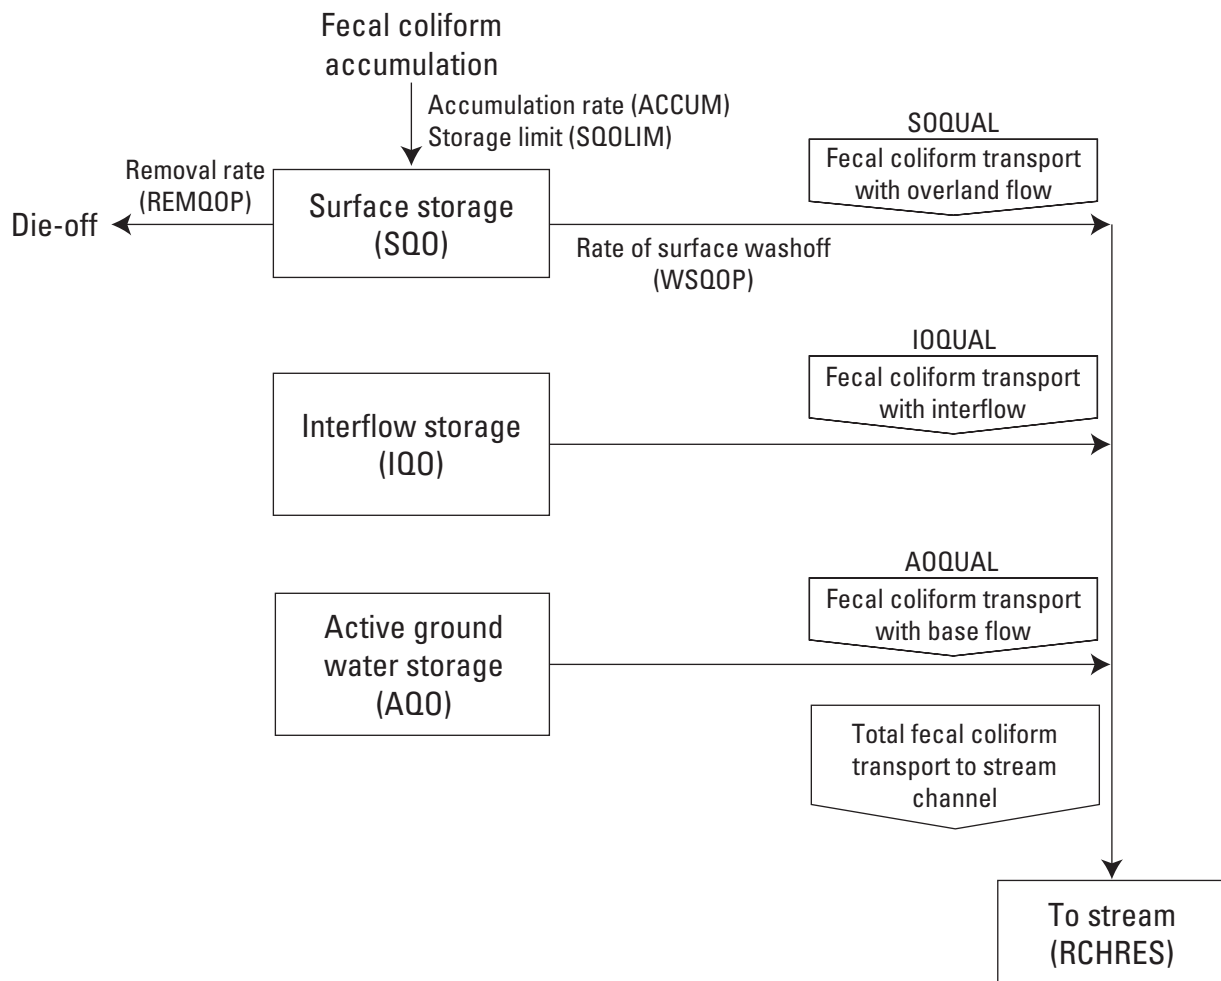 Fecal coliform
accumulation
Accumulation rate (ACCUM)
Storage limit (SQOLIM)
SOQUAL
Fecal coliform transport
with overland flow
Removal rate
(REMQOP)
Die-off
Surface storage
(SQO)
Rate of surface washoff
(WSQOP)
IOQUAL
Fecal coliform transport
with interflow
Interflow storage
(IQO)
AOQUAL
Fecal coliform transport
with base flow
Active ground
water storage
(AQO)
Total fecal coliform
transport to stream
channel
To stream
(RCHRES)